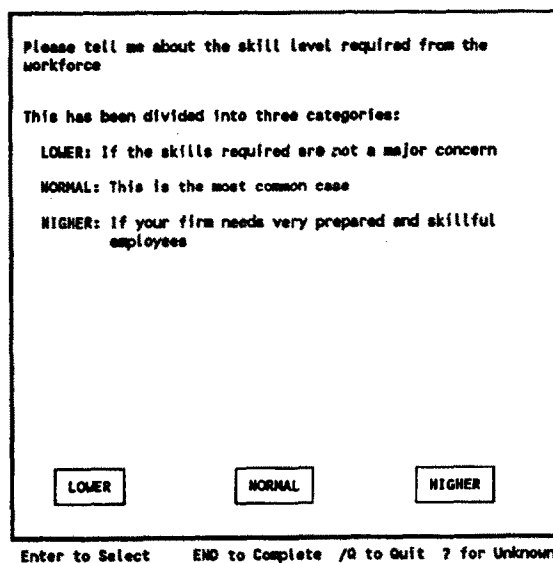 Please tell me about the skill level required from the
workforce
This has been divided into three categories:
LOWER: If the skills required are not a major concern
NORMAL: This is the most common case
HIGHER: If your firm needs very prepared and skillful
employees
LOWER NORMAL HIGHER
Enter to Select END to Complete /Q to Quit ? for Unknown